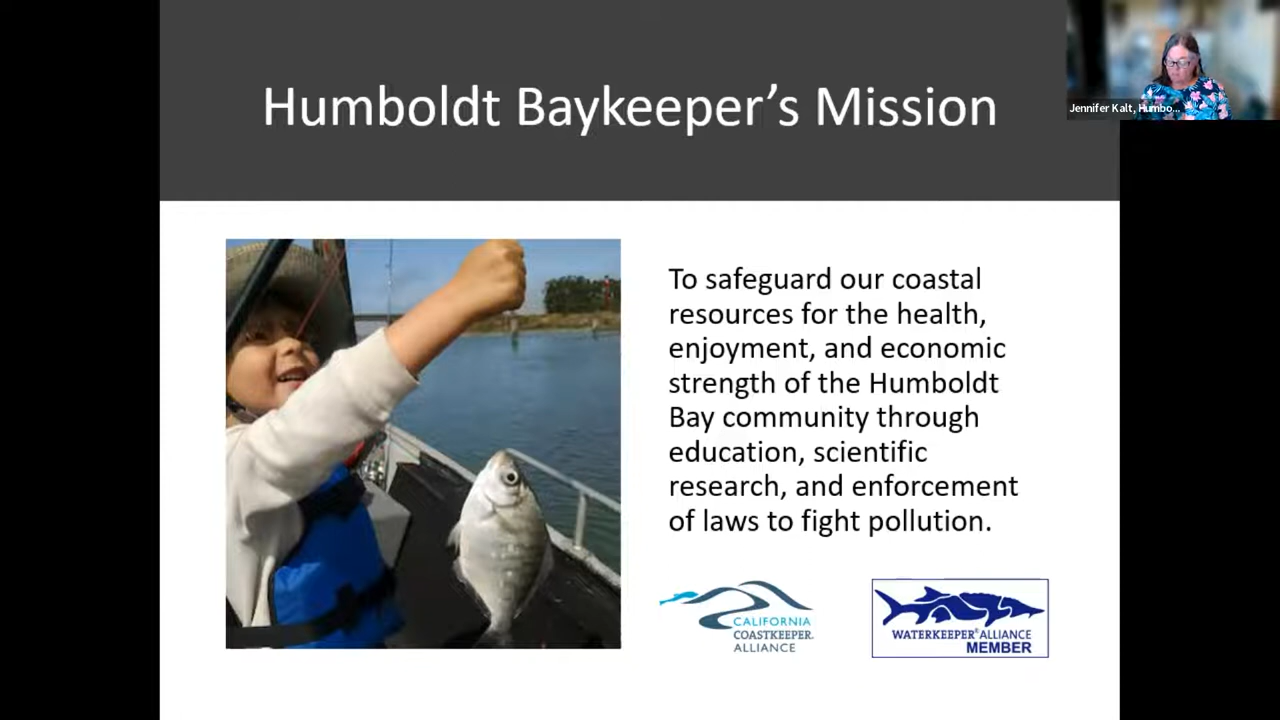 Humboldt Baykeeper’s Mission
Jennifer Kalt, Humbo...
To safeguard our coastal
resources for the health,
enjoyment, and economic
strength of the Humboldt
Bay community through
education, scientific
research, and enforcement
of laws to fight pollution.
CALIFORNIA
COASTKEEPER.
ALLIANCE
WATERKEEPER® ALLIANCE
MEMBER